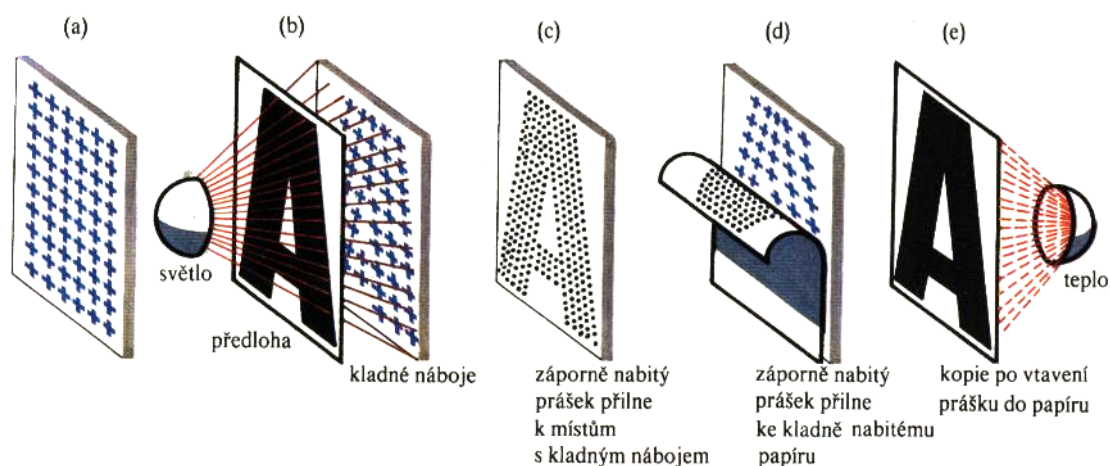 (a)
(b)
(c)
(d)
(e)
A
světlo
předloha
kladné náboje
A
záporně nabitý
prášek přilne
k místům
s kladným nábojem
záporně nabitý
prášek přilne
ke kladně nabitému
papíru
A
teplo
kopie po vtavení
prášku do papíru